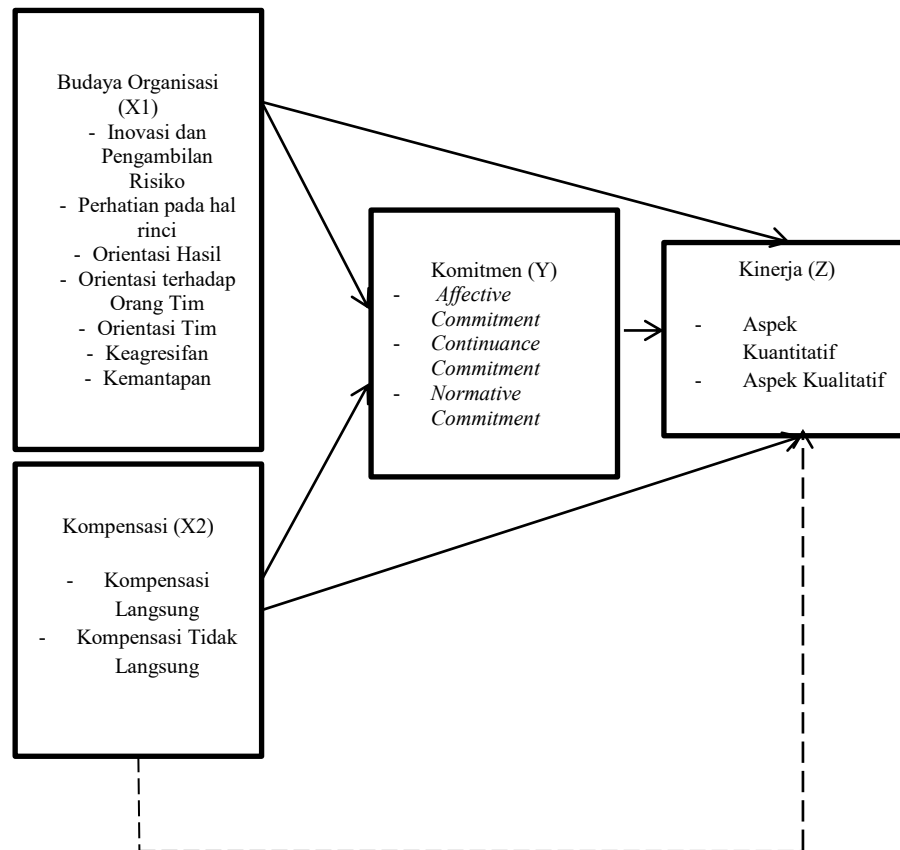 Budaya Organisasi
(X1)
- Inovasi dan
Pengambilan
Risiko
- Perhatian pada hal
rinci
- Orientasi Hasil
- Orientasi terhadap
Orang Tim
- Orientasi Tim
- Keagresifan
- Kemantapan
Kompensasi (X2)
- Kompensasi
Langsung
- Kompensasi Tidak
Langsung
Komitmen (Y)
- Affective
Commitment
- Continuance
Commitment
- Normative
Commitment
Kinerja (Z)
- Aspek
Kuantitatif
- Aspek Kualitatif